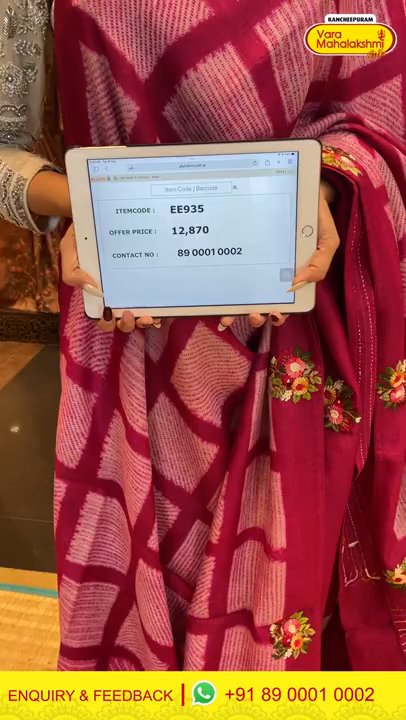 KANCHEEPURAM
Vara
Mahalakshmi
Item Code / Barcode
ITEMCODE : EE935
OFFER PRICE : 12,870
CONTACT NO : 89 0001 0002
ENQUIRY & FEEDBACK | +91 89 0001 0002